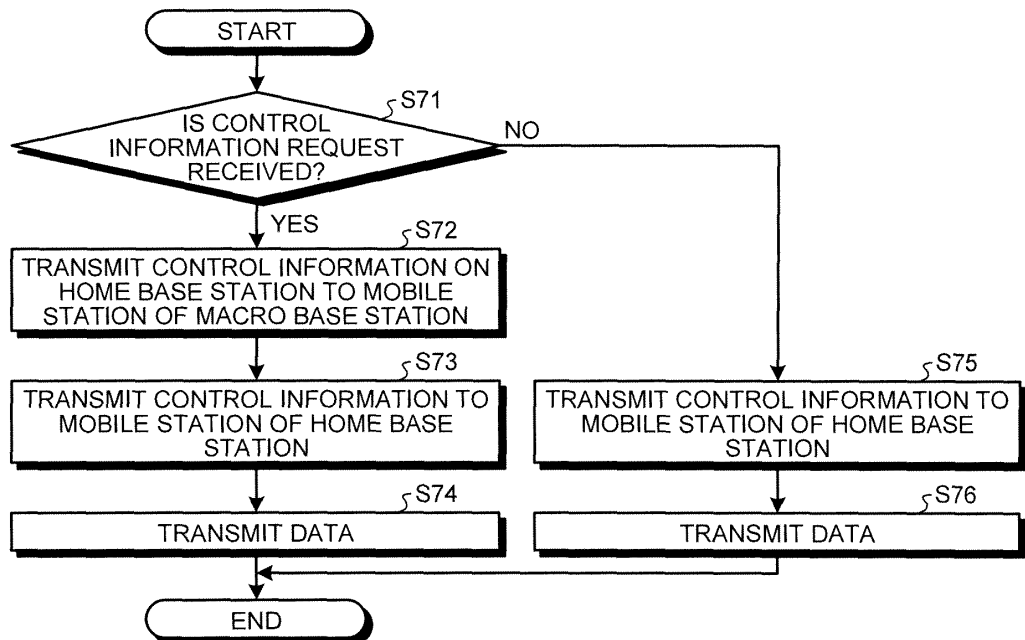 START
S71
IS CONTROL
INFORMATION REQUEST
RECEIVED?
NO
YES
S72
TRANSMIT CONTROL INFORMATION ON
HOME BASE STATION TO MOBILE
STATION OF MACRO BASE STATION
S73
TRANSMIT CONTROL INFORMATION TO
MOBILE STATION OF HOME BASE
STATION
S75
TRANSMIT CONTROL INFORMATION TO
MOBILE STATION OF HOME BASE
STATION
S74
TRANSMIT DATA
S76
TRANSMIT DATA
END